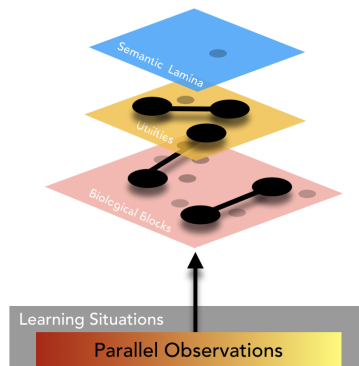 Semantic Lamina
Utilities
Biological Blocks
Learning Situations
Parallel Observations